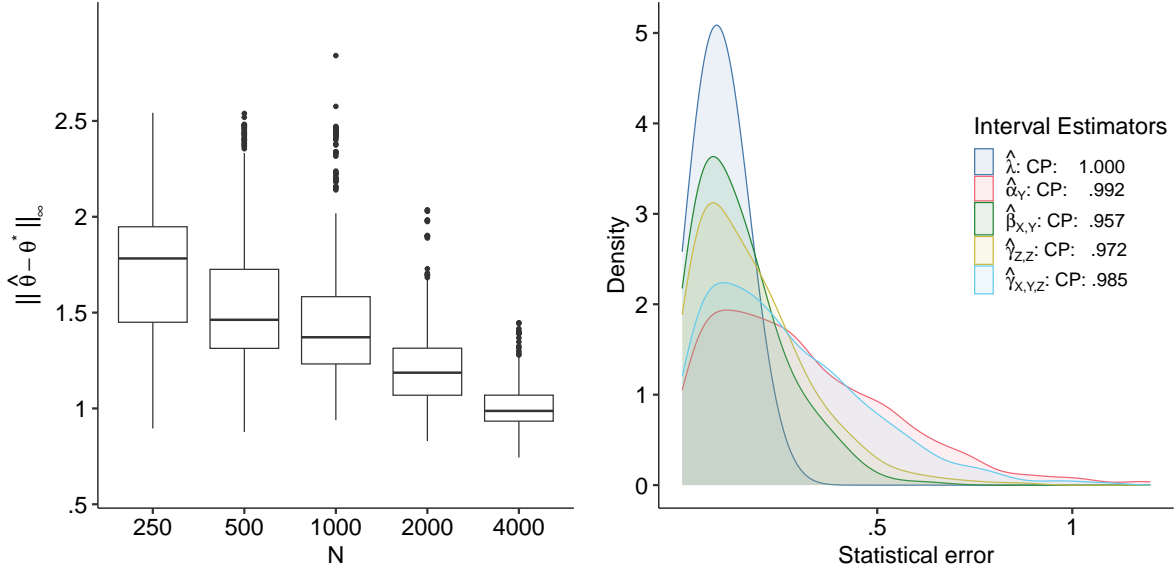 || θ̂ − θ* ||∞
2.5
2
1.5
1
.5
250 500 1000 2000 4000
N
Density
5
4
3
2
1
0
.5 1
Statistical error
Interval Estimators
λ̂: CP: 1.000
α̂Y: CP: .992
β̂X,Y: CP: .957
γ̂Z,Z: CP: .972
γ̂X,Y,Z: CP: .985